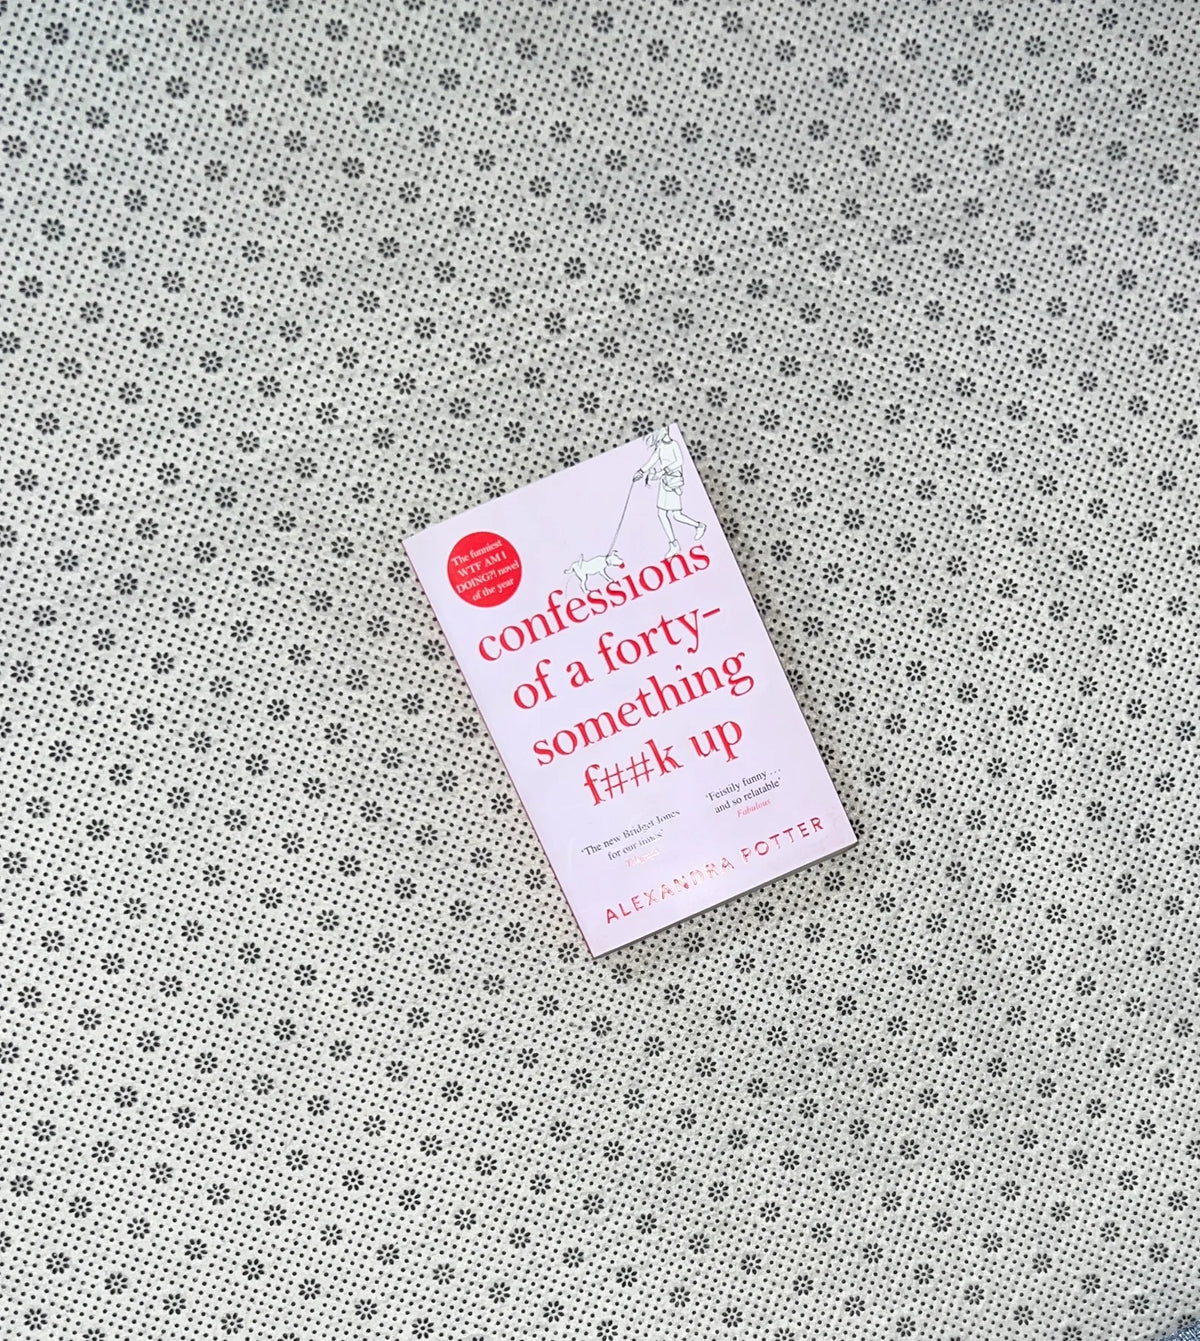 The funniest
WTF AM I
DOING?! novel
of the year
confessions
of a forty-
something
f##k up
'The new Bridget Jones
for our times'
'Feistily funny ...
and so relatable'
Fabulous
ALEXANDRA POTTER